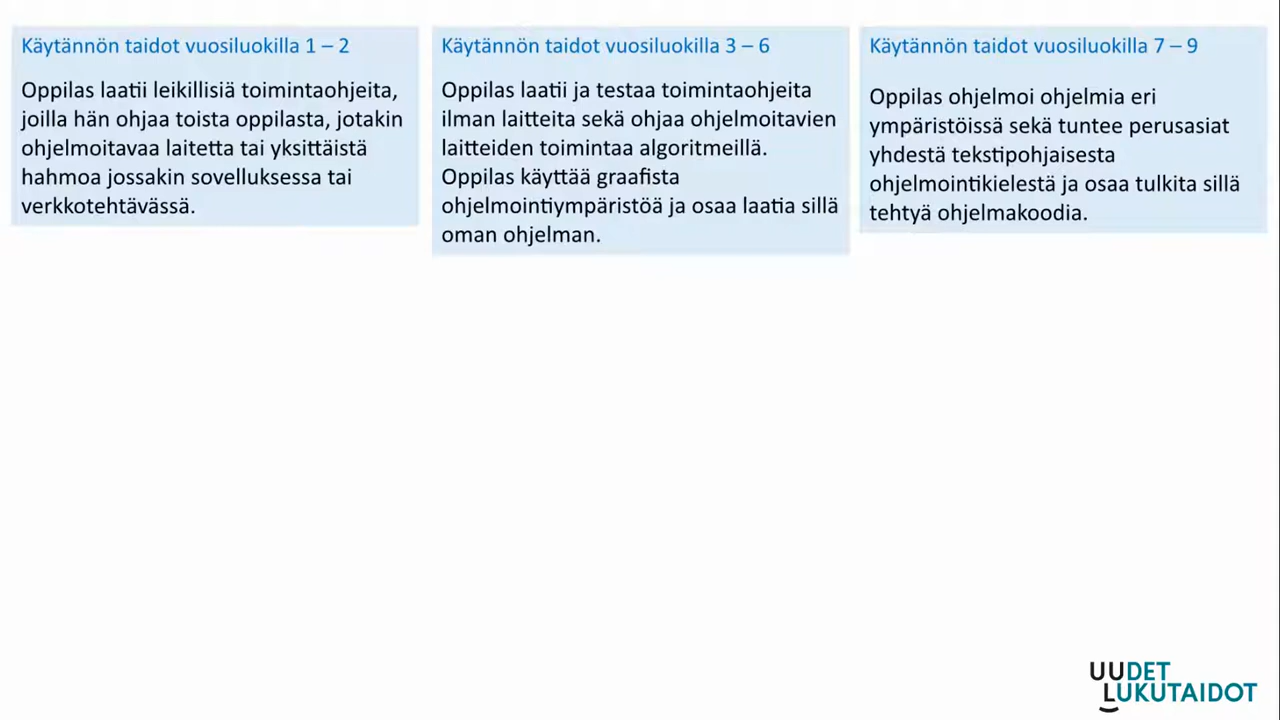 Käytännön taidot vuosiluokilla 1 – 2
Oppilas laatii leikillisiä toimintaohjeita,
joilla hän ohjaa toista oppilasta, jotakin
ohjelmoitavaa laitetta tai yksittäistä
hahmoa jossakin sovelluksessa tai
verkkotehtävässä.
Käytännön taidot vuosiluokilla 3 – 6
Oppilas laatii ja testaa toimintaohjeita
ilman laitteita sekä ohjaa ohjelmoitavien
laitteiden toimintaa algoritmeillä.
Oppilas käyttää graafista
ohjelmointiympäristöä ja osaa laatia sillä
oman ohjelman.
Käytännön taidot vuosiluokilla 7 – 9
Oppilas ohjelmoi ohjelmia eri
ympäristöissä sekä tuntee perusasiat
yhdestä tekstipohjaisesta
ohjelmointikielestä ja osaa tulkita sillä
tehtyä ohjelmakoodia.
UUDET
LUKUTAIDOT